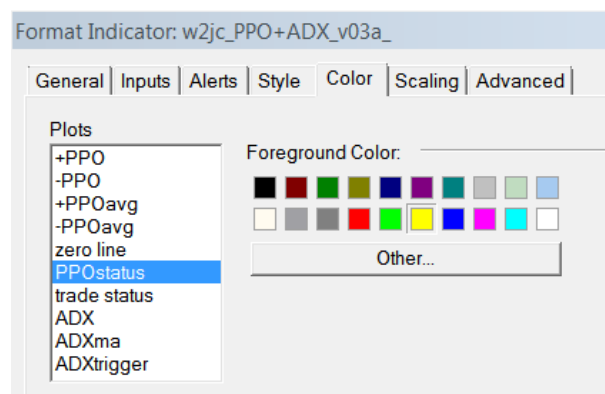 Format Indicator: w2jc_PPO+ADX_v03a_
General Inputs Alerts Style Color Scaling Advanced
Plots
Foreground Color:
+PPO
-PPO
+PPOavg
-PPOavg
zero line
PPOstatus
trade status
ADX
ADXma
ADXtrigger
Other...